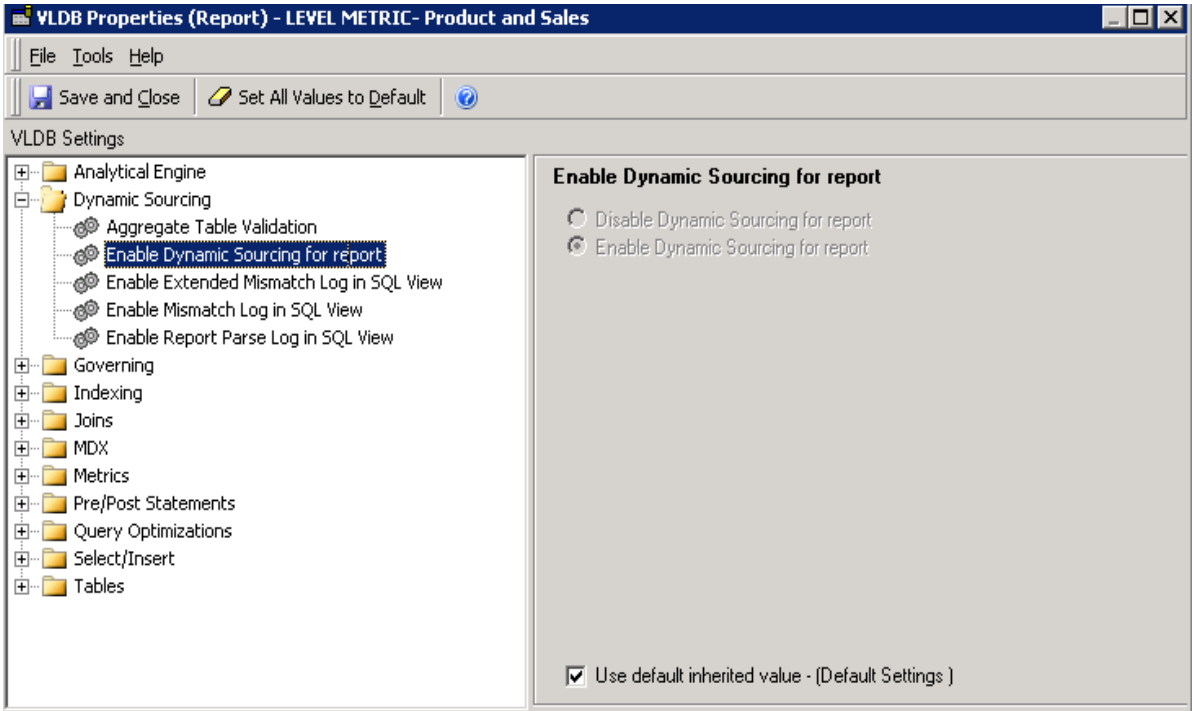 VLDB Properties (Report) - LEVEL METRIC- Product and Sales
File Tools Help
Save and Close Set All Values to Default ?
VLDB Settings
Analytical Engine
Dynamic Sourcing
Aggregate Table Validation
Enable Dynamic Sourcing for report
Enable Extended Mismatch Log in SQL View
Enable Mismatch Log in SQL View
Enable Report Parse Log in SQL View
Governing
Indexing
Joins
MDX
Metrics
Pre/Post Statements
Query Optimizations
Select/Insert
Tables
Enable Dynamic Sourcing for report
Disable Dynamic Sourcing for report
Enable Dynamic Sourcing for report
Use default inherited value - (Default Settings )